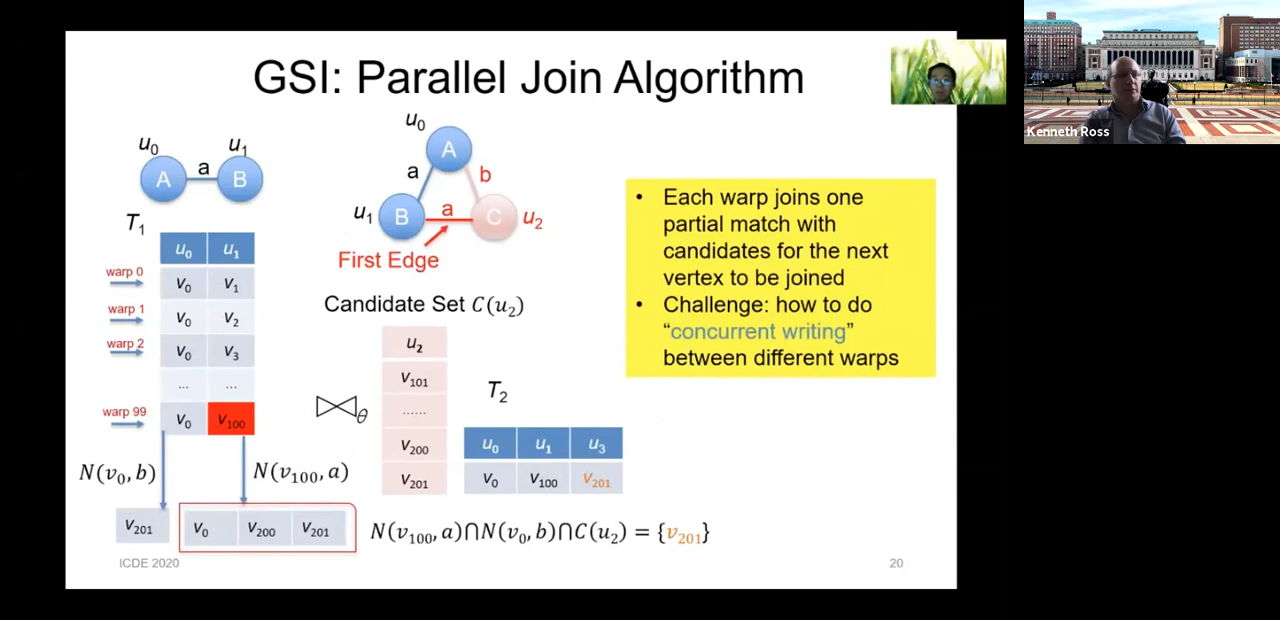 GSI: Parallel Join Algorithm
Kenneth Ross
u0
u1
A
a
B
T1
u0 u1
warp 0
v0 v1
warp 1
v0 v2
warp 2
v0 v3
... ...
warp 99
v0 v100
N(v0, b)
N(v100, a)
v201
v0 v200 v201
u0
A
a
b
u1
B
a
C
u2
First Edge
Candidate Set C(u2)
u2
v101
......
v200
v201
⋈θ
T2
u0 u1 u3
v0 v100 v201
N(v100, a)∩N(v0, b)∩C(u2) = {v201}
• Each warp joins one
partial match with
candidates for the next
vertex to be joined
• Challenge: how to do
“concurrent writing”
between different warps
ICDE 2020
20